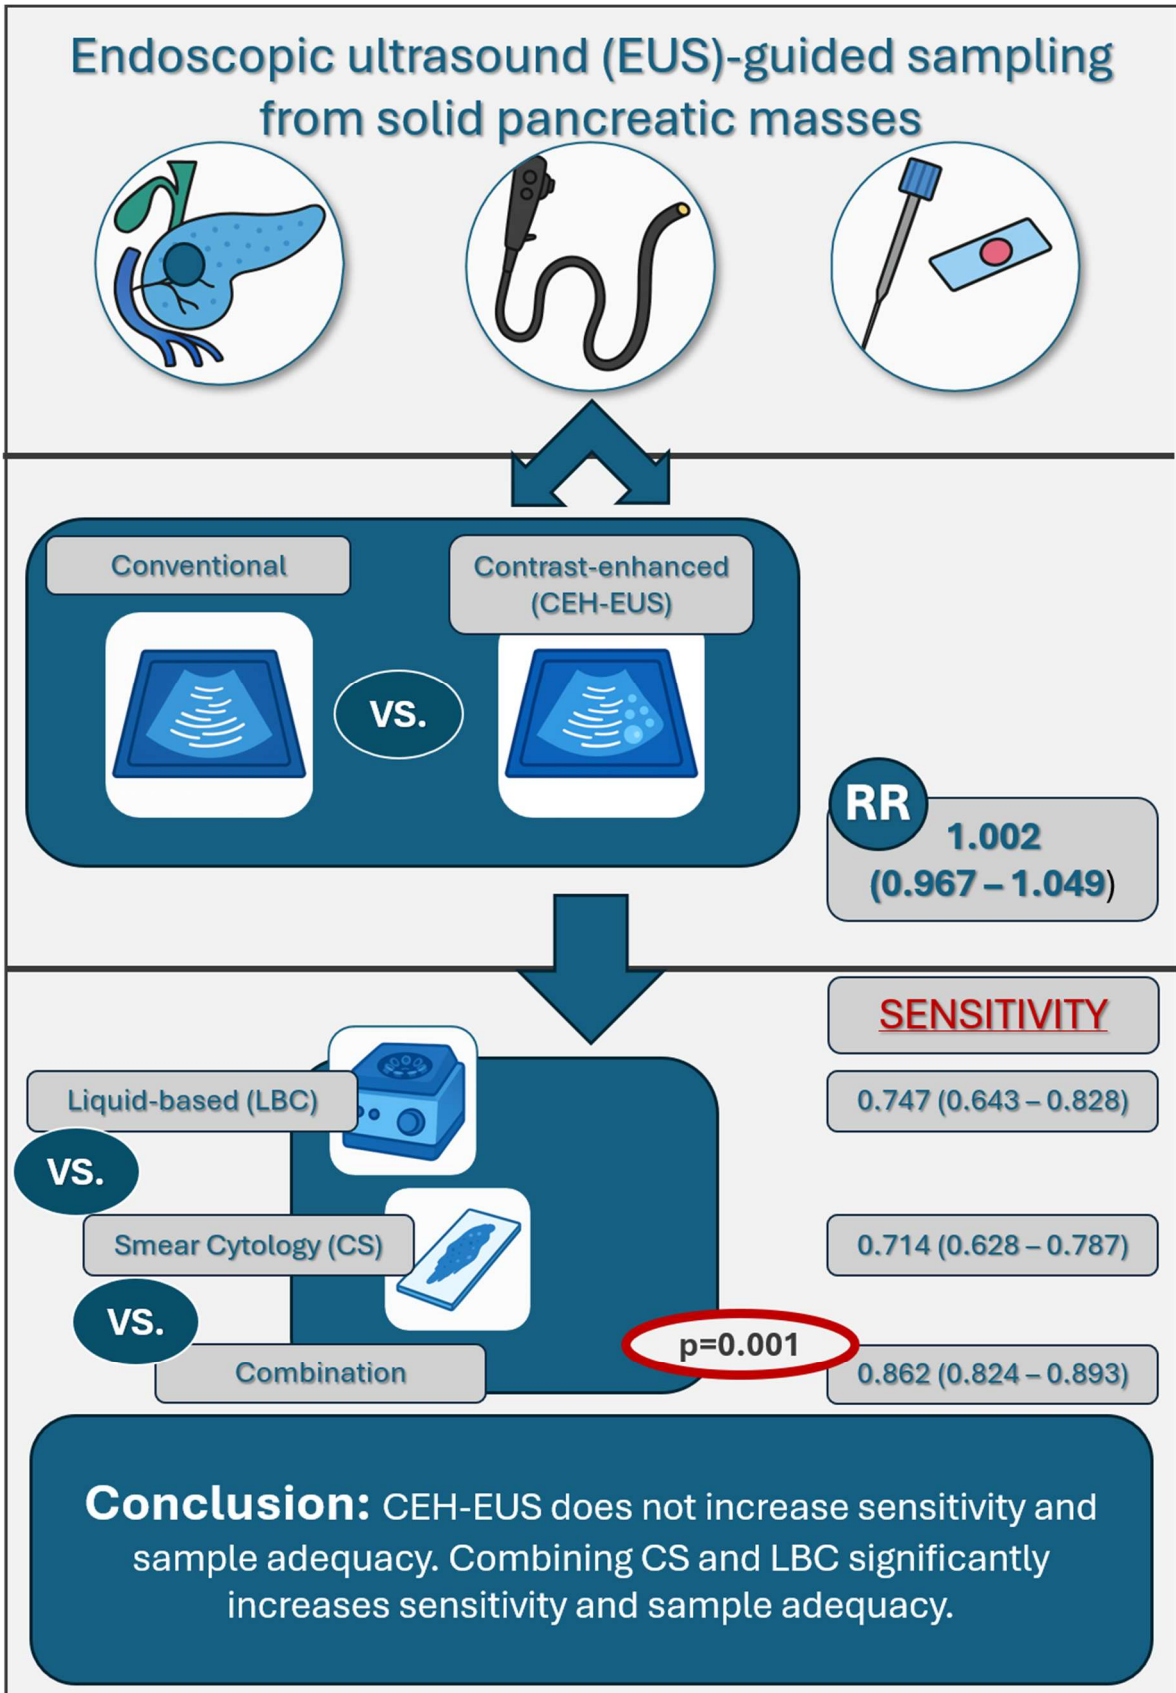 Endoscopic ultrasound (EUS)-guided sampling
from solid pancreatic masses
Conventional
Contrast-enhanced
(CEH-EUS)
VS.
RR
1.002
(0.967 – 1.049)
SENSITIVITY
Liquid-based (LBC)
0.747 (0.643 – 0.828)
VS.
Smear Cytology (CS)
0.714 (0.628 – 0.787)
VS.
p=0.001
Combination
0.862 (0.824 – 0.893)
Conclusion: CEH-EUS does not increase sensitivity and
sample adequacy. Combining CS and LBC significantly
increases sensitivity and sample adequacy.